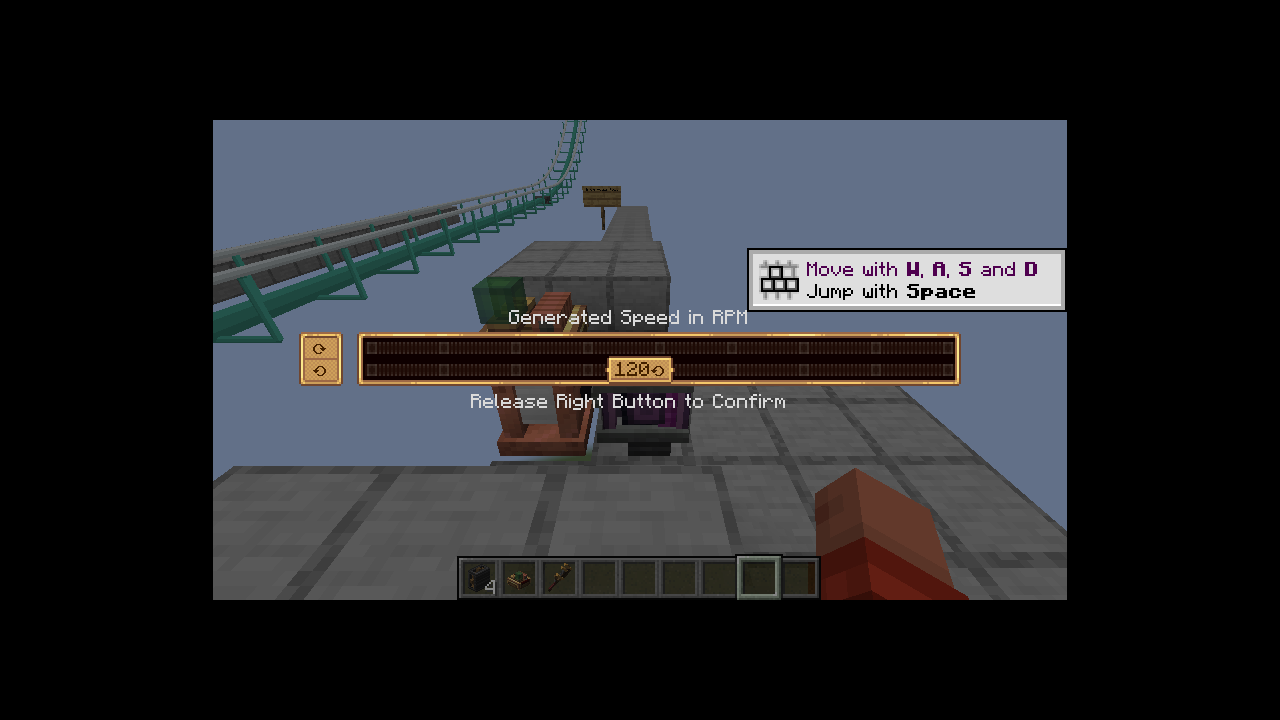 Move with W, A, S and D
Jump with Space
Generated Speed in RPM
120
Release Right Button to Confirm
4